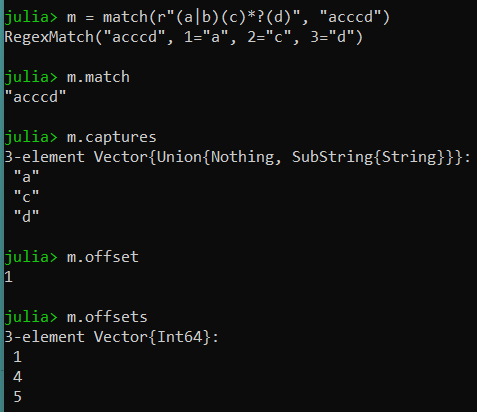 julia> m = match(r"(a|b)(c)*?(d)", "acccd")
RegexMatch("acccd", 1="a", 2="c", 3="d")
julia> m.match
"acccd"
julia> m.captures
3-element Vector{Union{Nothing, SubString{String}}}:
"a"
"c"
"d"
julia> m.offset
1
julia> m.offsets
3-element Vector{Int64}:
1
4
5